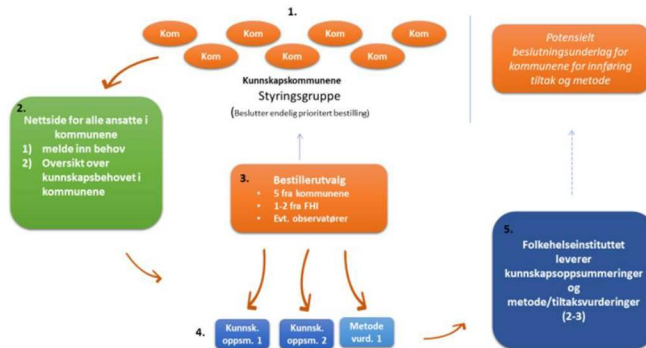 1.
Kom Kom Kom Kom
Kom Kom Kom
Kunnskapskommunene
Styringsgruppe
(Beslutter endelig prioritert bestilling)
Potensielt
beslutningsunderlag for
kommunene for innføring
tiltak og metode
2.
Nettside for alle ansatte i
kommunene
1) melde inn behov
2) Oversikt over
kunnskapsbehovet i
kommunene
3. Bestillerutvalg
• 5 fra kommunene
• 1-2 fra FHI
• Evt. observatører
4.
Kunnsk.
oppsm. 1
Kunnsk.
oppsm. 2
Metode
vurd. 1
5.
Folkehelseinstituttet
leverer
kunnskapsoppsummeringer
og
metode/tiltaksvurderinger
(2-3)